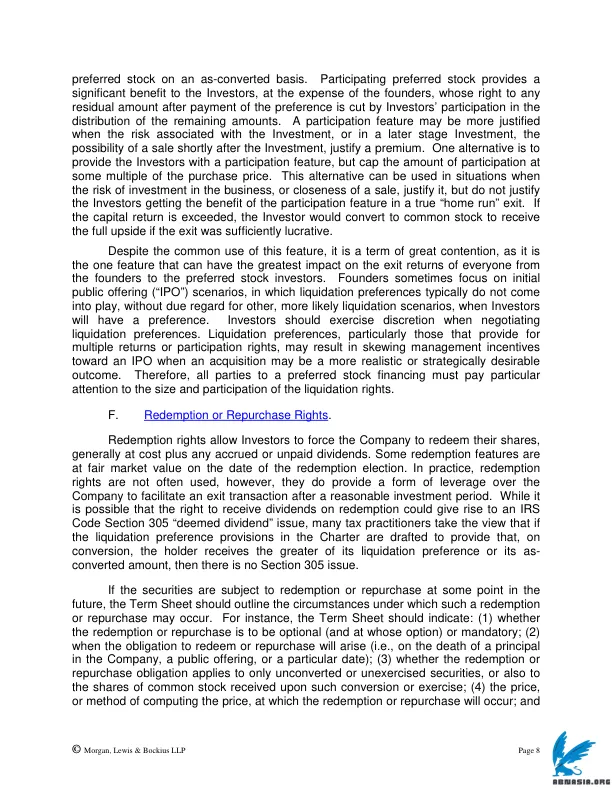 preferred stock on an as-converted basis.  Participating preferred stock provides a
significant benefit to the Investors, at the expense of the founders, whose right to any
residual amount after payment of the preference is cut by Investors' participation in the
distribution of the remaining amounts.  A participation feature may be more justified
when the risk associated with the Investment, or in a later stage Investment, the
possibility of a sale shortly after the Investment, justify a premium.  One alternative is to
provide the Investors with a participation feature, but cap the amount of participation at
some multiple of the purchase price.  This alternative can be used in situations when
the risk of investment in the business, or closeness of a sale, justify it, but do not justify
the Investors getting the benefit of the participation feature in a true “home run” exit.  If
the capital return is exceeded, the Investor would convert to common stock to receive
the full upside if the exit was sufficiently lucrative.
Despite the common use of this feature, it is a term of great contention, as it is
the one feature that can have the greatest impact on the exit returns of everyone from
the founders to the preferred stock investors.  Founders sometimes focus on initial
public offering (“IPO”) scenarios, in which liquidation preferences typically do not come
into play, without due regard for other, more likely liquidation scenarios, when Investors
will have a preference.  Investors should exercise discretion when negotiating
liquidation preferences. Liquidation preferences, particularly those that provide for
multiple returns or participation rights, may result in skewing management incentives
toward an IPO when an acquisition may be a more realistic or strategically desirable
outcome.  Therefore, all parties to a preferred stock financing must pay particular
attention to the size and participation of the liquidation rights.
F. Redemption or Repurchase Rights.
Redemption rights allow Investors to force the Company to redeem their shares,
generally at cost plus any accrued or unpaid dividends. Some redemption features are
at fair market value on the date of the redemption election. In practice, redemption
rights are not often used, however, they do provide a form of leverage over the
Company to facilitate an exit transaction after a reasonable investment period.  While it
is possible that the right to receive dividends on redemption could give rise to an IRS
Code Section 305 “deemed dividend” issue, many tax practitioners take the view that if
the liquidation preference provisions in the Charter are drafted to provide that, on
conversion, the holder receives the greater of its liquidation preference or its as-
converted amount, then there is no Section 305 issue.
If the securities are subject to redemption or repurchase at some point in the
future, the Term Sheet should outline the circumstances under which such a redemption
or repurchase may occur.  For instance, the Term Sheet should indicate: (1) whether
the redemption or repurchase is to be optional (and at whose option) or mandatory; (2)
when the obligation to redeem or repurchase will arise (i.e., on the death of a principal
in the Company, a public offering, or a particular date); (3) whether the redemption or
repurchase obligation applies to only unconverted or unexercised securities, or also to
the shares of common stock received upon such conversion or exercise; (4) the price,
or method of computing the price, at which the redemption or repurchase will occur; and
© Morgan, Lewis & Bockius LLP Page 8
ABNASIA.ORG